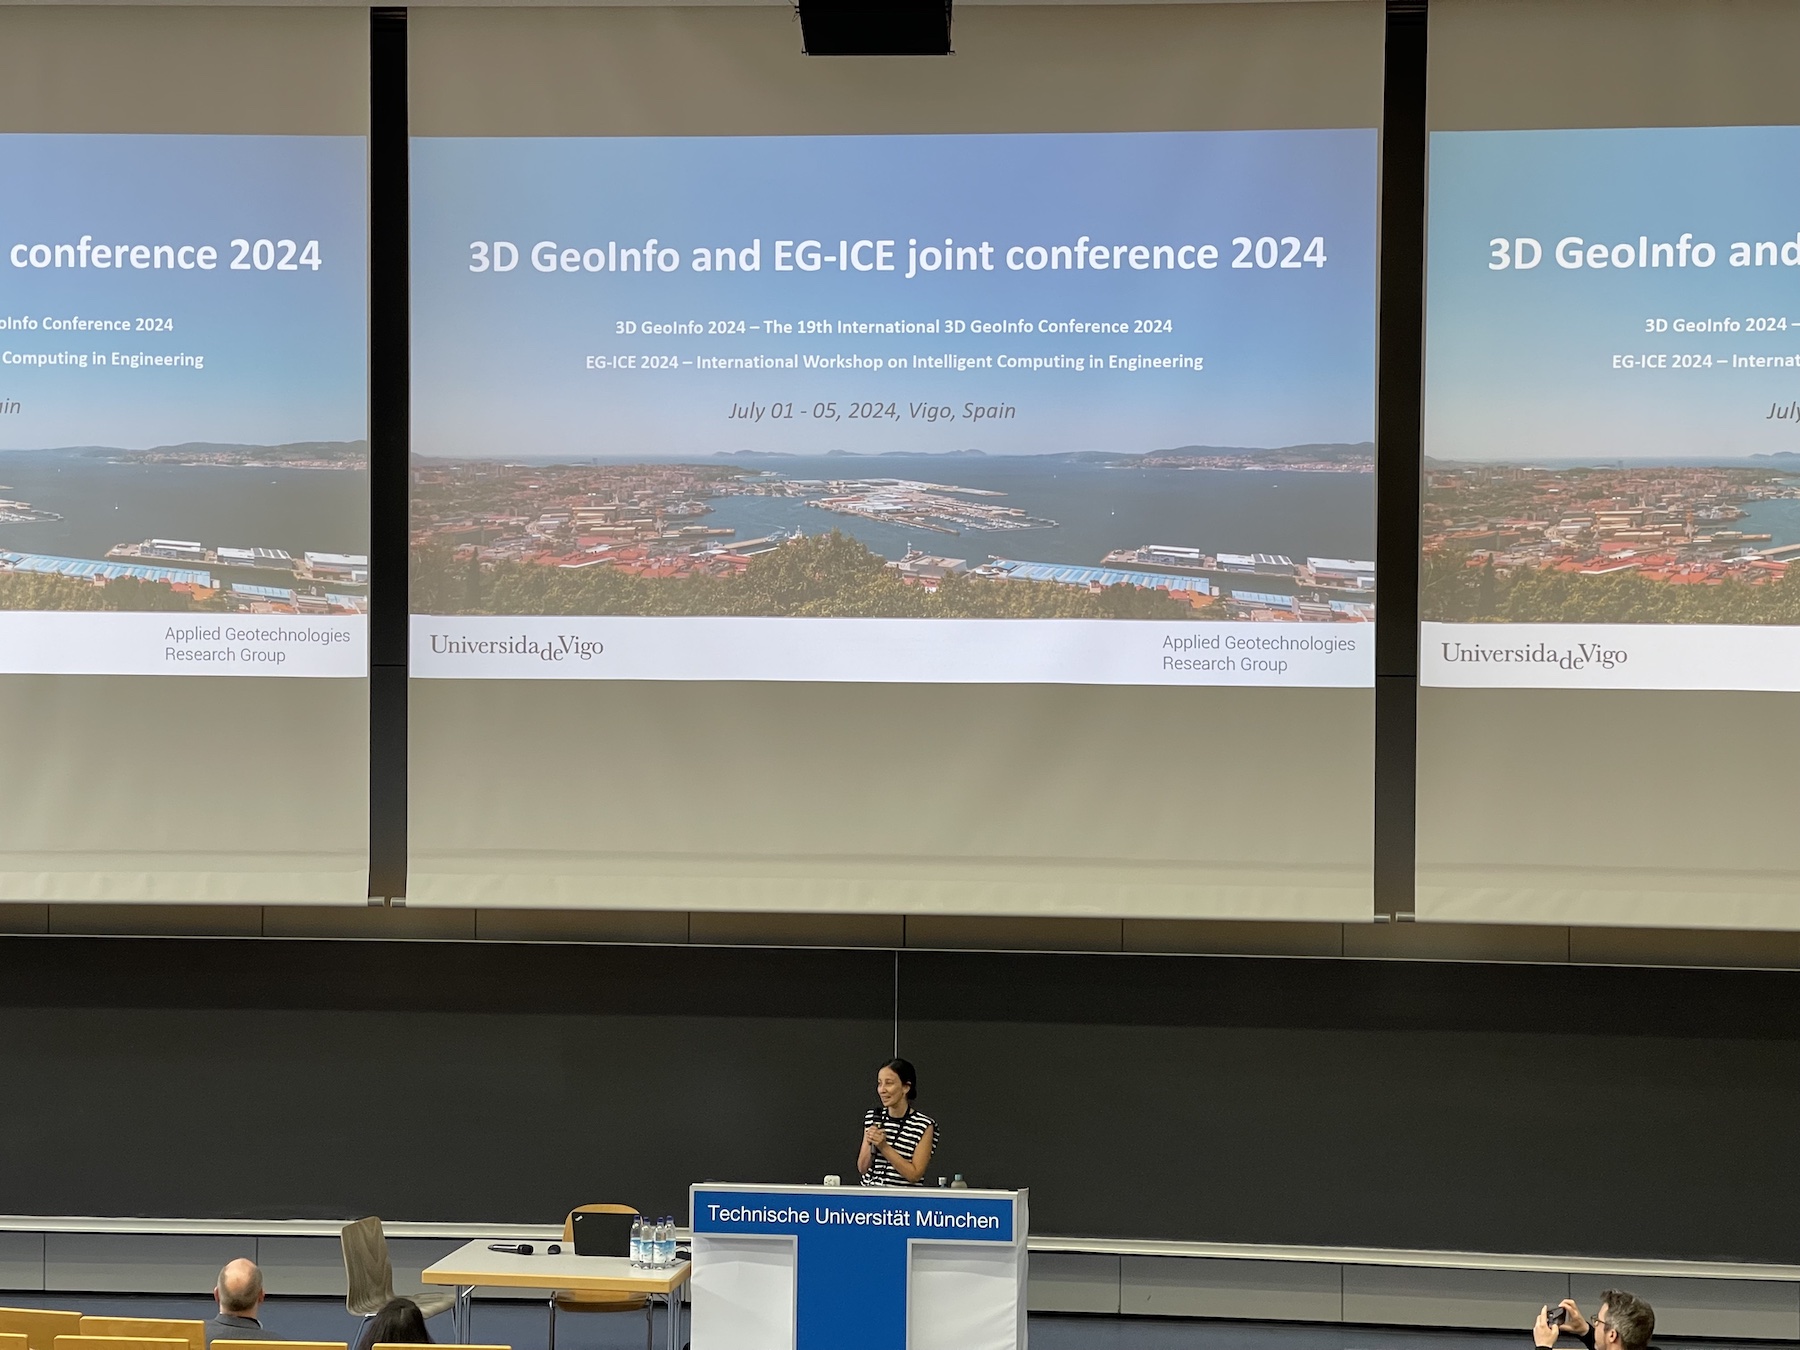 conference 2024
oInfo Conference 2024
Computing in Engineering
in
Applied Geotechnologies
Research Group
3D GeoInfo and EG-ICE joint conference 2024
3D GeoInfo 2024 – The 19th International 3D GeoInfo Conference 2024
EG-ICE 2024 – International Workshop on Intelligent Computing in Engineering
July 01 - 05, 2024, Vigo, Spain
UniversidadeVigo
Applied Geotechnologies
Research Group
3D GeoInfo and
3D GeoInfo 2024 –
EG-ICE 2024 – Internat
July
UniversidadeVigo
Technische Universität München